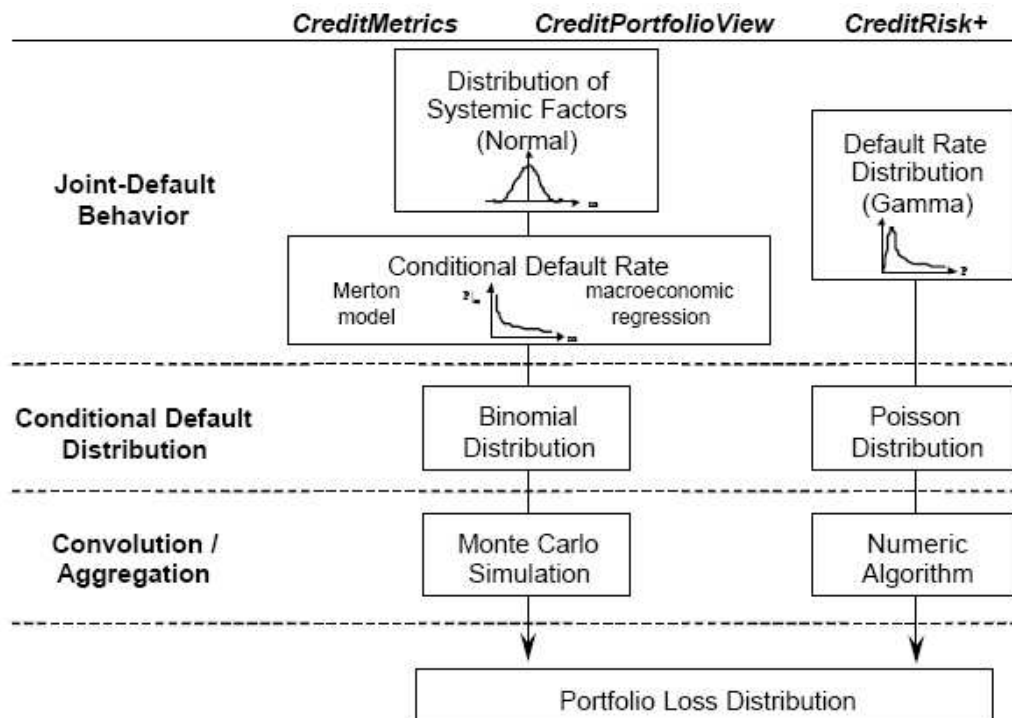 CreditMetrics CreditPortfolioView CreditRisk+
Distribution of
Systemic Factors
(Normal)
m
Default Rate
Distribution
(Gamma)
P
Joint-Default
Behavior
Conditional Default Rate
Merton
model
P|m
m
macroeconomic
regression
Conditional Default
Distribution
Binomial
Distribution
Poisson
Distribution
Convolution /
Aggregation
Monte Carlo
Simulation
Numeric
Algorithm
Portfolio Loss Distribution